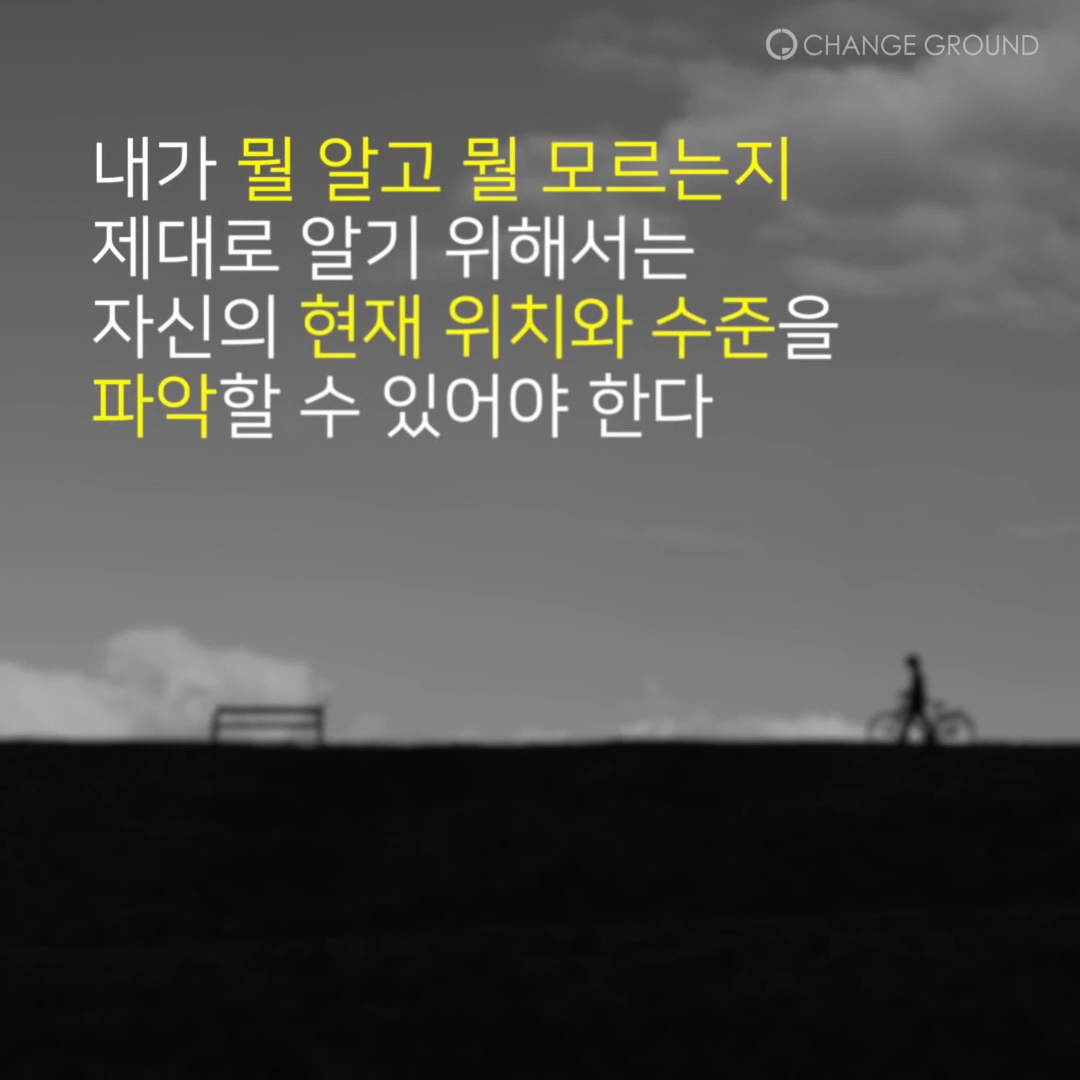 CHANGE GROUND
내가 뭘 알고 뭘 모르는지
제대로 알기 위해서는
자신의 현재 위치와 수준을
파악할 수 있어야 한다